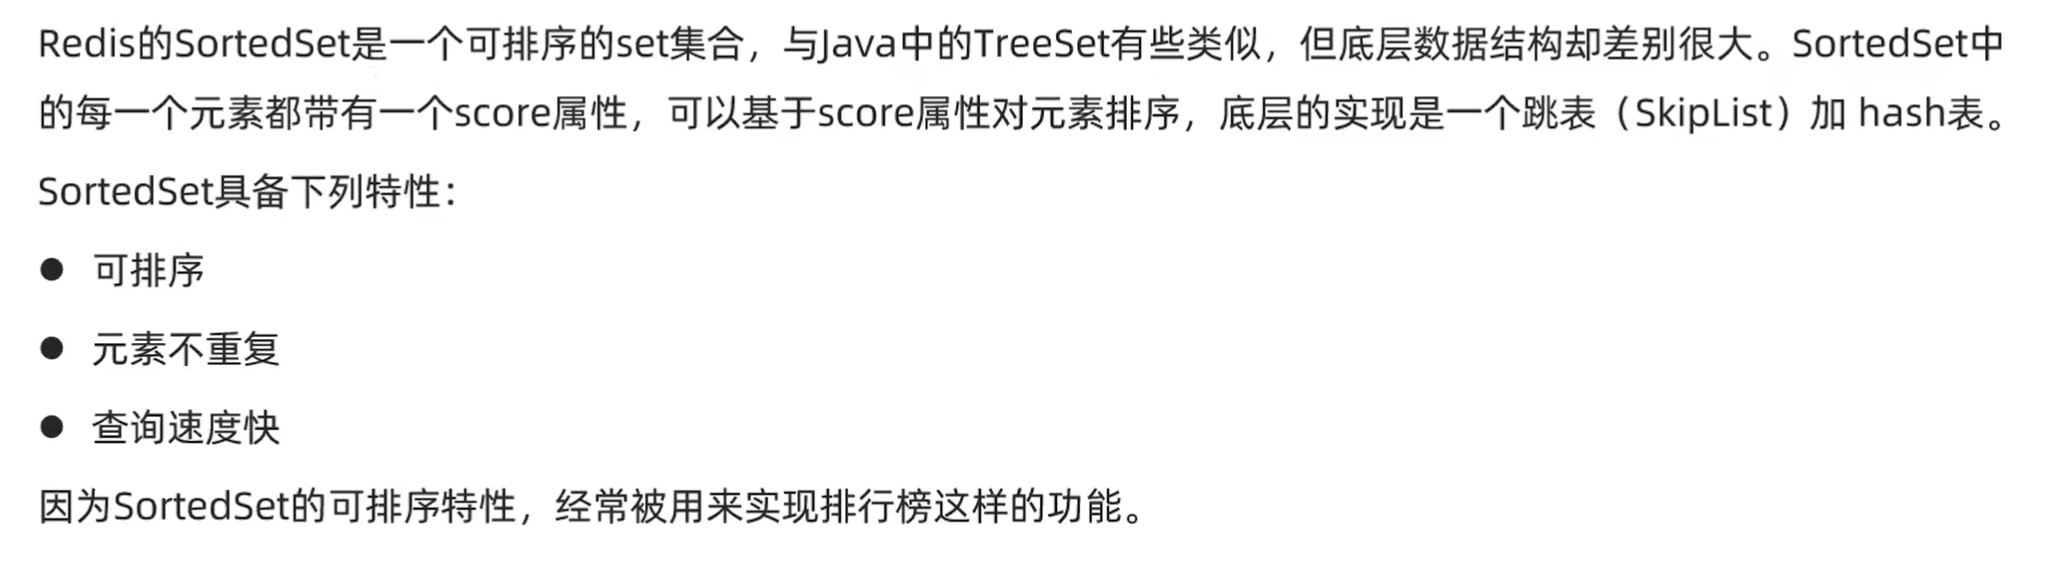 Redis的SortedSet是一个可排序的set集合，与Java中的TreeSet有些类似，但底层数据结构却差别很大。SortedSet中
的每一个元素都带有一个score属性，可以基于score属性对元素排序，底层的实现是一个跳表（SkipList）加 hash表。
SortedSet具备下列特性：
● 可排序
● 元素不重复
● 查询速度快
因为SortedSet的可排序特性，经常被用来实现排行榜这样的功能。